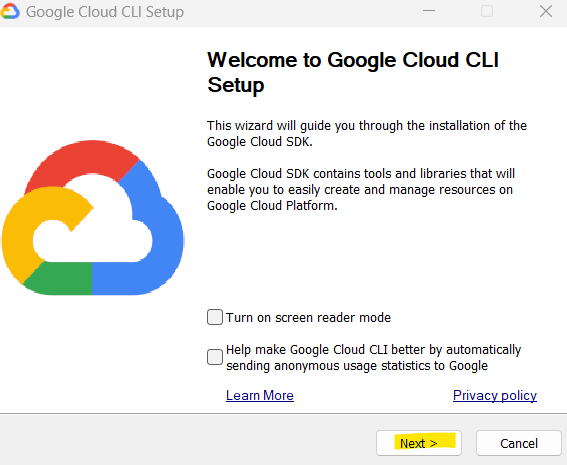 Google Cloud CLI Setup
Welcome to Google Cloud CLI
Setup
This wizard will guide you through the installation of the
Google Cloud SDK.
Google Cloud SDK contains tools and libraries that will
enable you to easily create and manage resources on
Google Cloud Platform.
Turn on screen reader mode
Help make Google Cloud CLI better by automatically
sending anonymous usage statistics to Google
Learn More Privacy policy
Next > Cancel